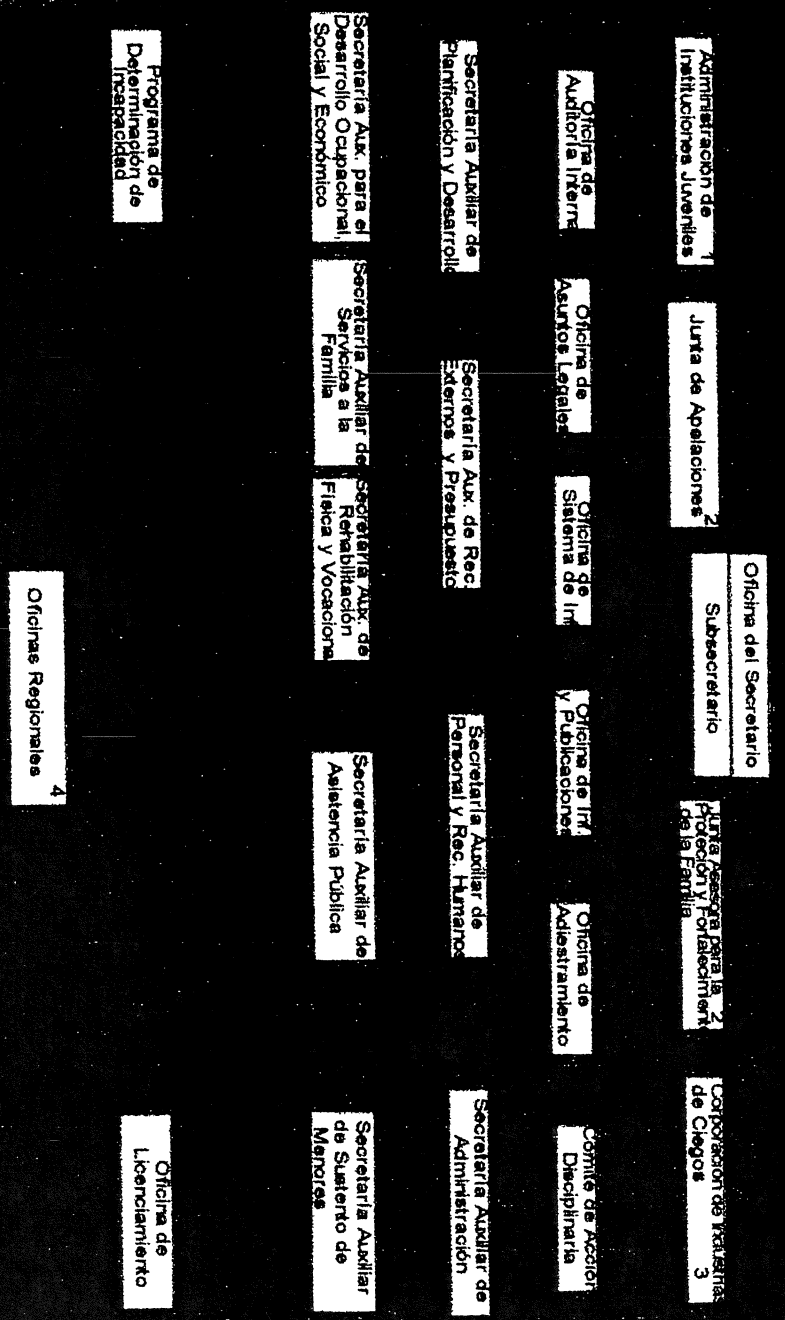 Oficina del Secretario
Subsecretario
Administración de 1
Instituciones Juveniles
Junta de Apelaciones
2
Junta Asesora para la 2
Proteción y Fortalecimient
de la Familia
Corporación de Industria
de Ciegos 3
Oficina de
Auditoría Interna
Oficina de
Asuntos Legales
Oficina de
Sistema de Inf
Oficina de Inf.
y Publicaciones
Oficina de
Adiestramiento
Comité de Acción
Disciplinaria
Secretaría Auxiliar de
Planificación y Desarrollo
Secretaría Aux. de Rec.
Externos y Presupuesto
Secretaría Auxiliar de
Personal y Rec. Humanos
Secretaría Auxiliar de
Administración
Secretaría Aux. para el
Desarrollo Ocupacional,
Social y Económico
Secretaría Auxiliar de
Servicios a la
Familia
Secretaría Aux. de
Rehabilitación
Física y Vocaciona
Secretaría Auxiliar de
Asistencia Pública
Secretaría Auxiliar
de Sustento de
Menores
Programa de
Determinación de
Incapacidad
Oficina de
Licenciamiento
4
Oficinas Regionales